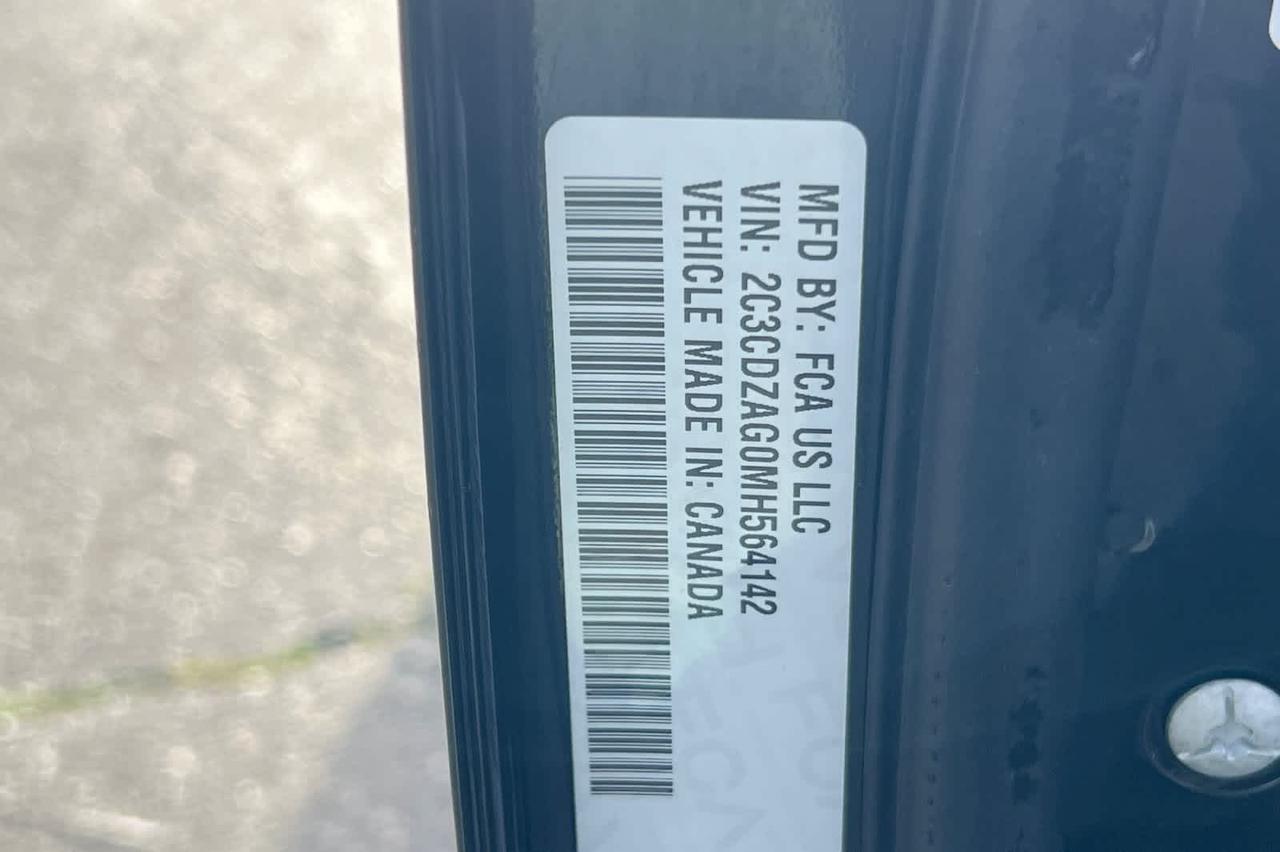 MFD BY: FCA US LLC
VIN: 2C3CDZAG0MH564142
VEHICLE MADE IN: CANADA